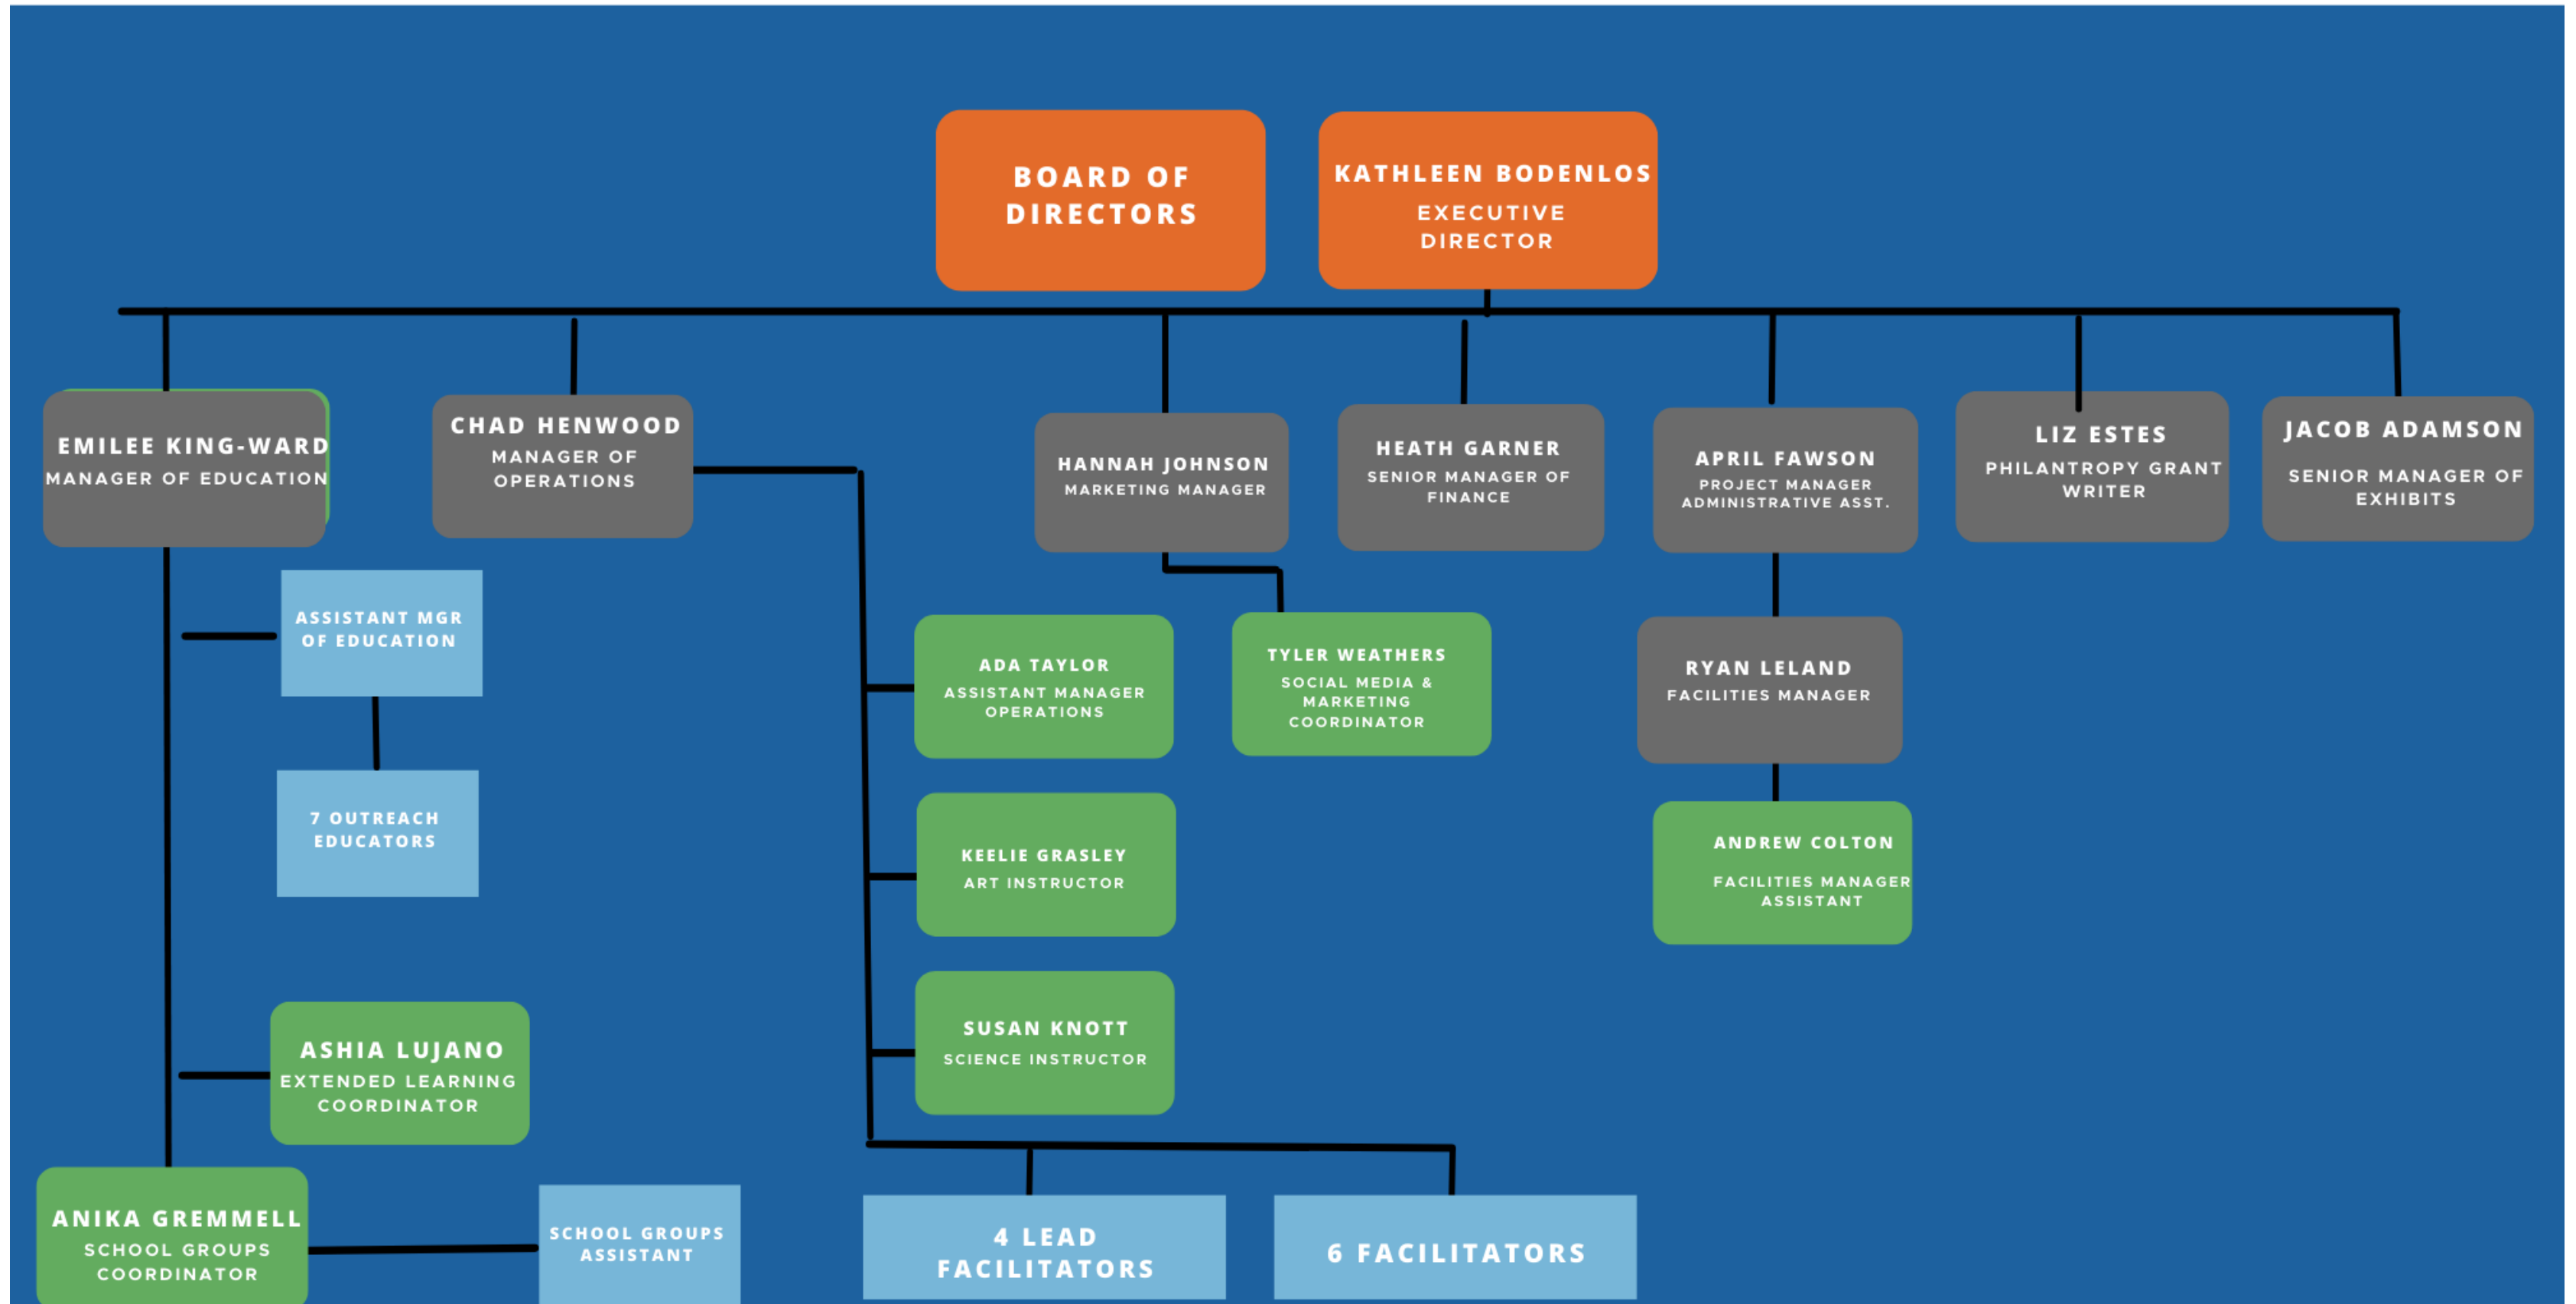 BOARD OF
DIRECTORS
KATHLEEN BODENLOS
EXECUTIVE
DIRECTOR
EMILEE KING-WARD
MANAGER OF EDUCATION
CHAD HENWOOD
MANAGER OF
OPERATIONS
HANNAH JOHNSON
MARKETING MANAGER
HEATH GARNER
SENIOR MANAGER OF
FINANCE
APRIL FAWSON
PROJECT MANAGER
ADMINISTRATIVE ASST.
LIZ ESTES
PHILANTROPY GRANT
WRITER
JACOB ADAMSON
SENIOR MANAGER OF
EXHIBITS
ASSISTANT MGR
OF EDUCATION
7 OUTREACH
EDUCATORS
ADA TAYLOR
ASSISTANT MANAGER
OPERATIONS
TYLER WEATHERS
SOCIAL MEDIA &
MARKETING
COORDINATOR
RYAN LELAND
FACILITIES MANAGER
KEELIE GRASLEY
ART INSTRUCTOR
ANDREW COLTON
FACILITIES MANAGER
ASSISTANT
SUSAN KNOTT
SCIENCE INSTRUCTOR
ASHIA LUJANO
EXTENDED LEARNING
COORDINATOR
ANIKA GREMMELL
SCHOOL GROUPS
COORDINATOR
SCHOOL GROUPS
ASSISTANT
4 LEAD
FACILITATORS
6 FACILITATORS